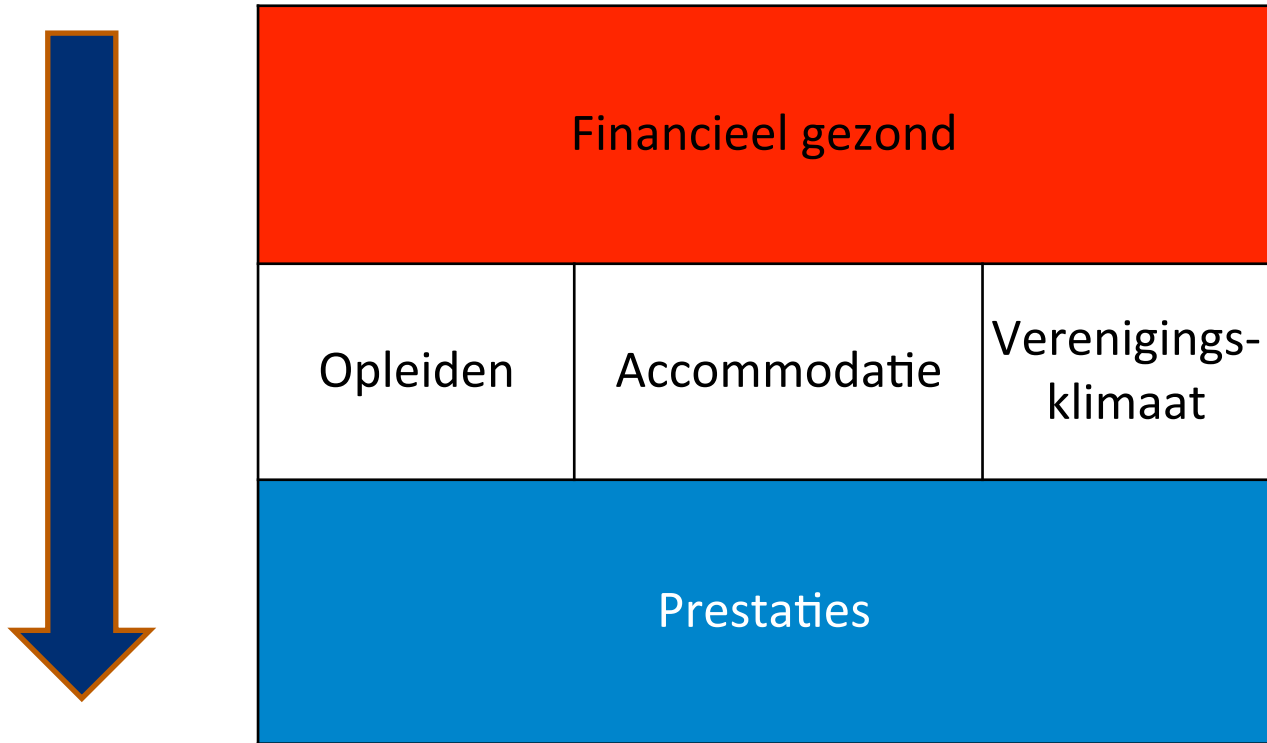 Financieel gezond
Opleiden
Accommodatie
Verenigings-
klimaat
Prestaties